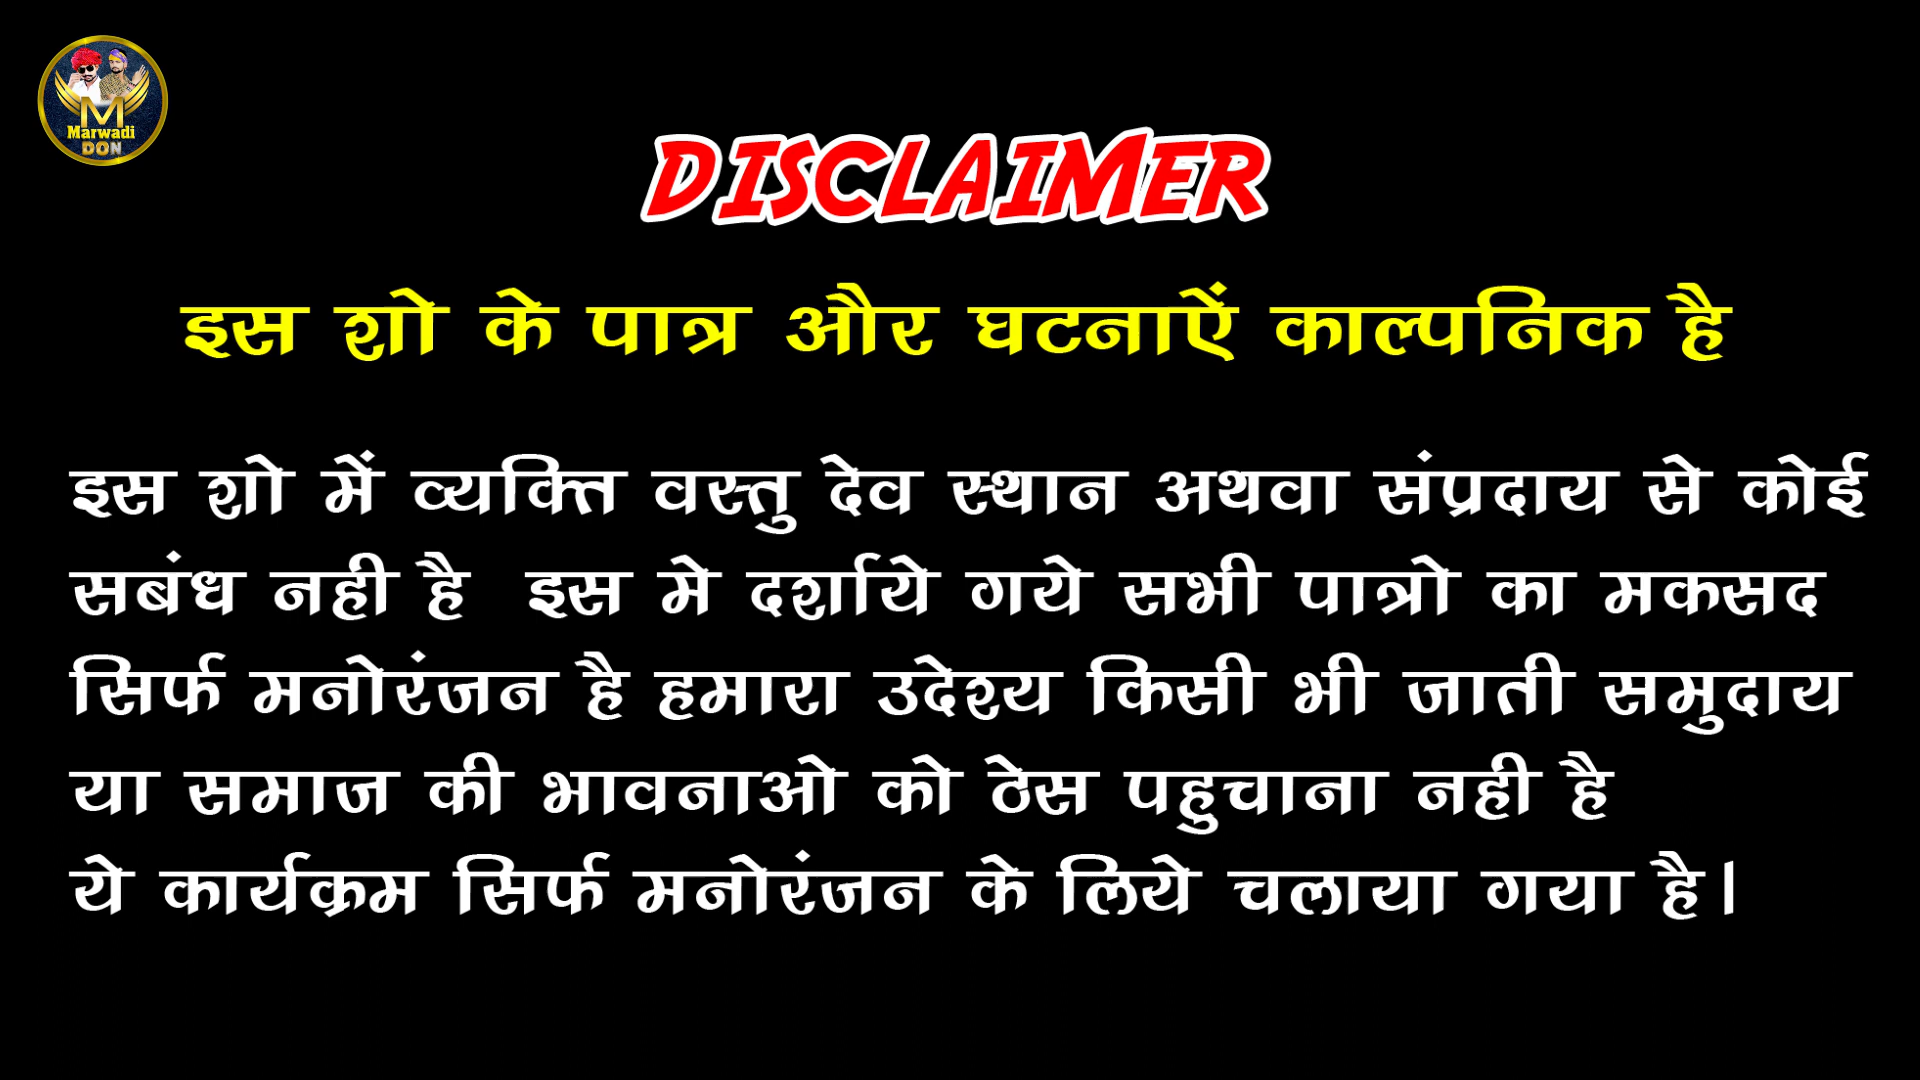 M
Marwadi
DON
DISCLAIMER
इस शो के पात्र और घटनाऐं काल्पनिक है
इस शो में व्यक्ति वस्तु देव स्थान अथवा संप्रदाय से कोई
सबंध नही है इस मे दर्शाये गये सभी पात्रो का मकसद
सिर्फ मनोरंजन है हमारा उदेश्य किसी भी जाती समुदाय
या समाज की भावनाओ को ठेस पहुचाना नही है
ये कार्यक्रम सिर्फ मनोरंजन के लिये चलाया गया है।